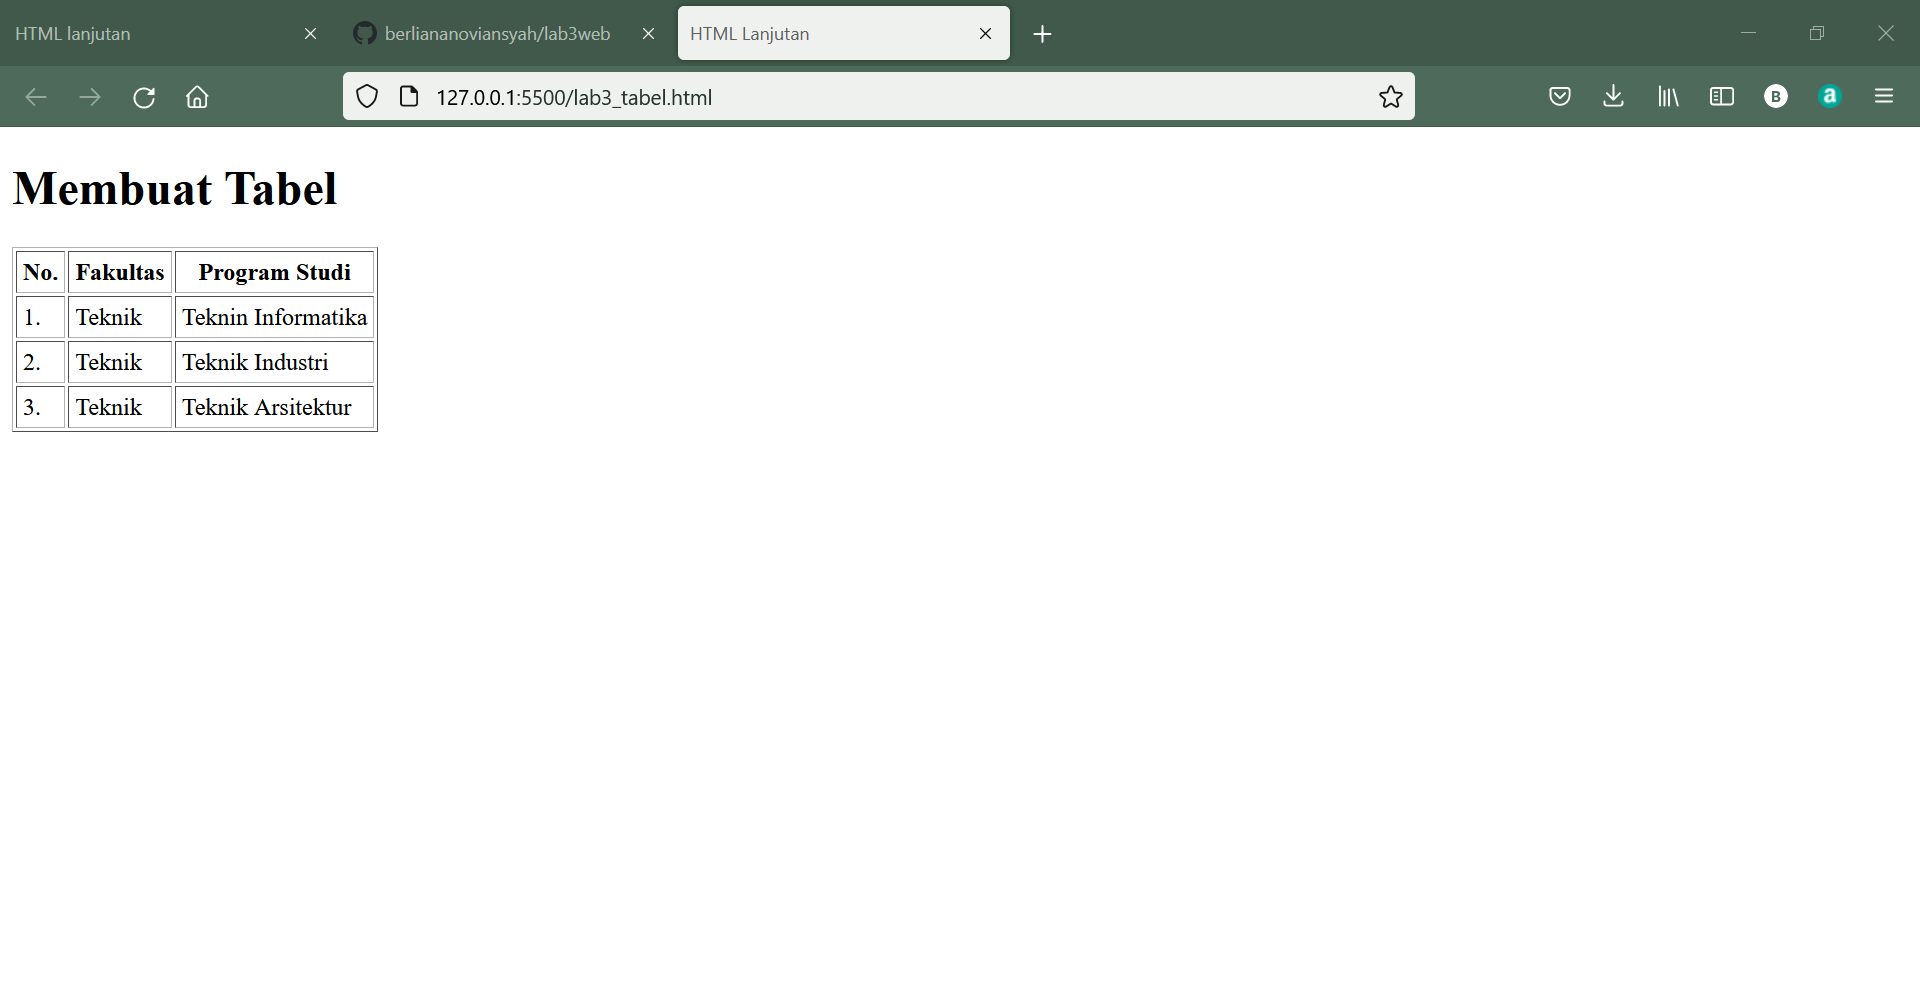 HTML lanjutan
berliananoviansyah/lab3web
HTML Lanjutan
127.0.0.1:5500/lab3_tabel.html
B
a
Membuat Tabel
No. Fakultas Program Studi
1. Teknik Teknin Informatika
2. Teknik Teknik Industri
3. Teknik Teknik Arsitektur